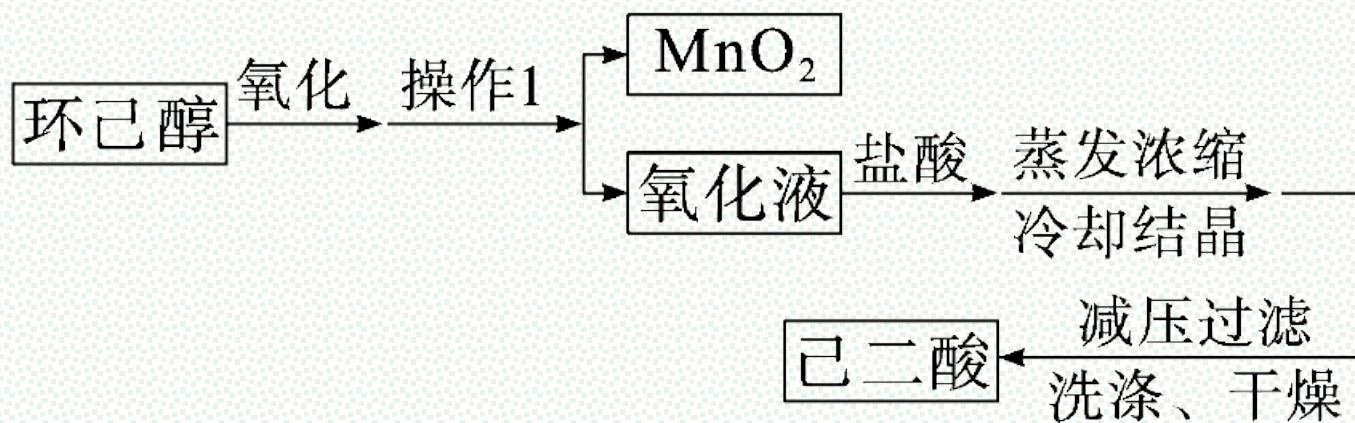 MnO₂
环己醇
氧化
操作1
氧化液
盐酸
蒸发浓缩
冷却结晶
减压过滤
己二酸
洗涤、干燥